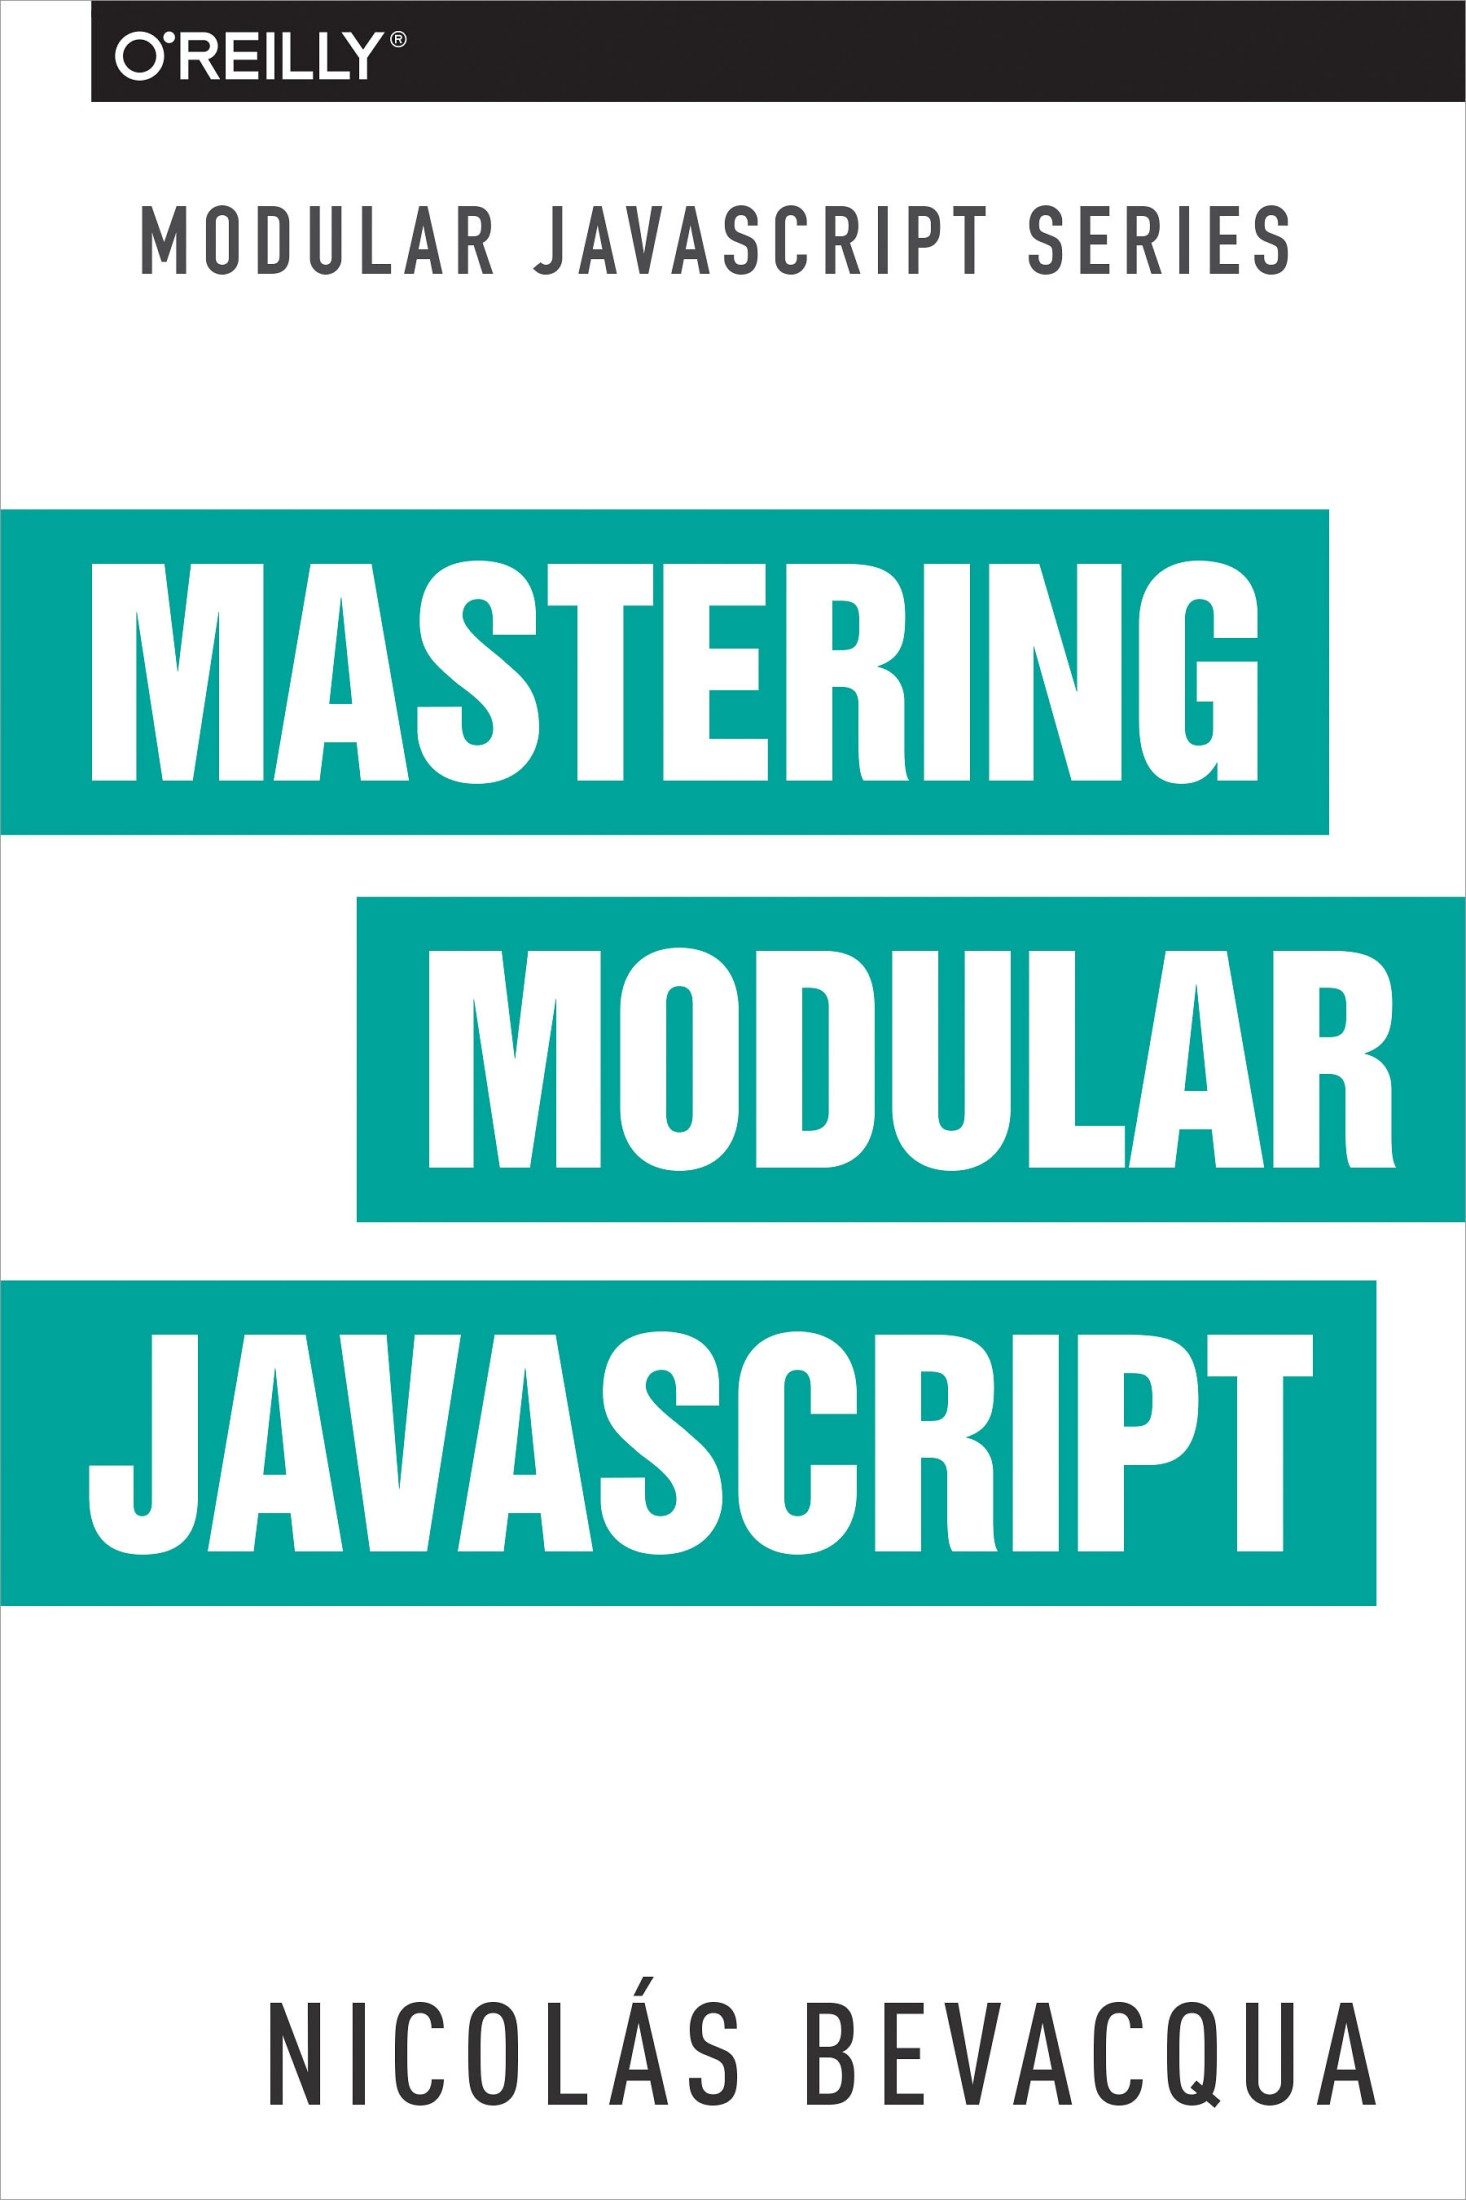 O'REILLY®
MODULAR JAVASCRIPT SERIES
MASTERING
MODULAR
JAVASCRIPT
NICOLÁS BEVACQUA